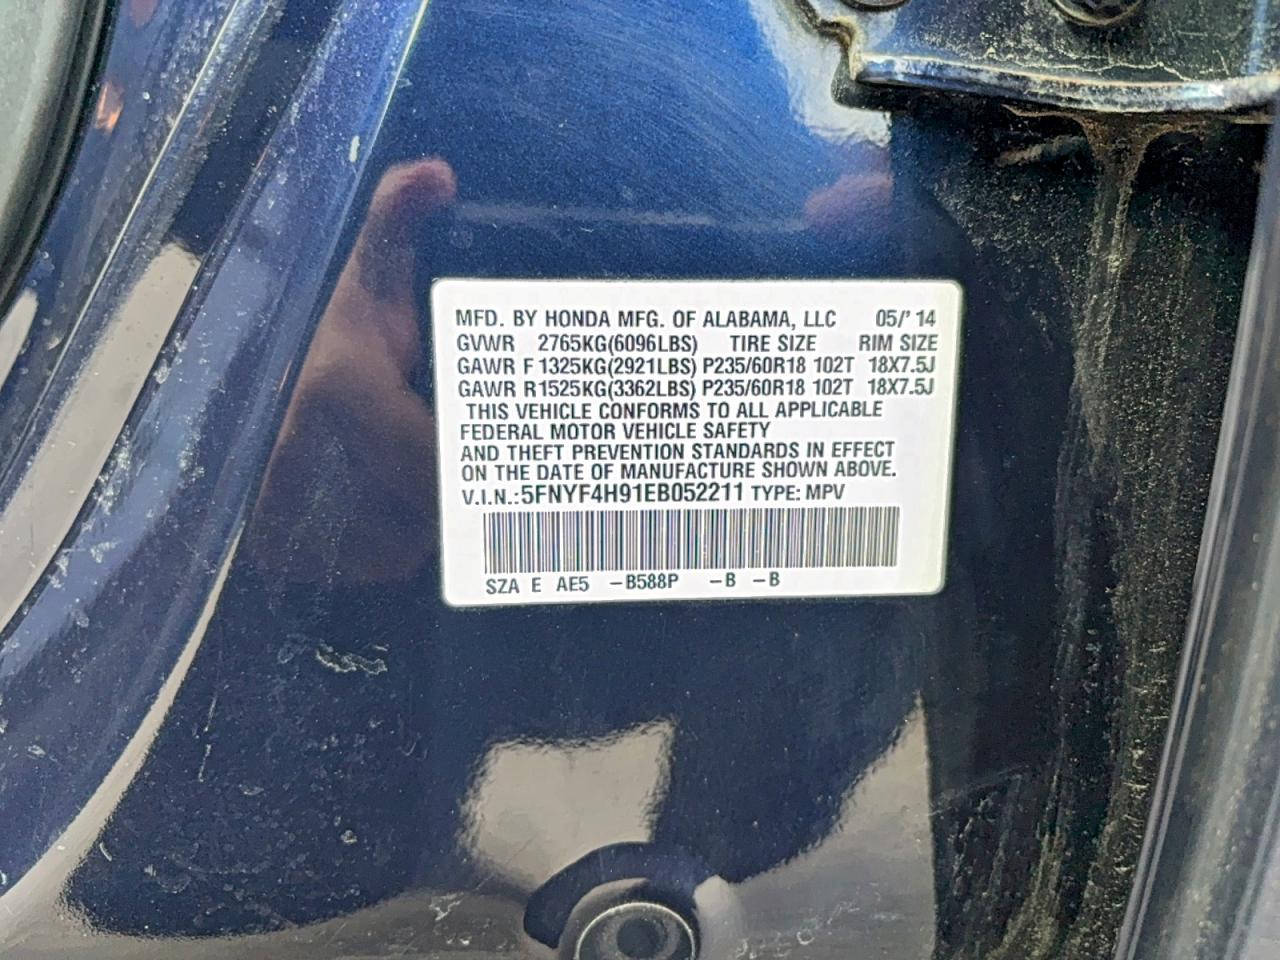 MFD. BY HONDA MFG. OF ALABAMA, LLC 05/'14
GVWR 2765KG(6096LBS) TIRE SIZE RIM SIZE
GAWR F 1325KG(2921LBS) P235/60R18 102T 18X7.5J
GAWR R1525KG(3362LBS) P235/60R18 102T 18X7.5J
THIS VEHICLE CONFORMS TO ALL APPLICABLE
FEDERAL MOTOR VEHICLE SAFETY
AND THEFT PREVENTION STANDARDS IN EFFECT
ON THE DATE OF MANUFACTURE SHOWN ABOVE.
V.I.N.:5FNYF4H91EB052211 TYPE: MPV
SZA E AE5 -B588P -B -B